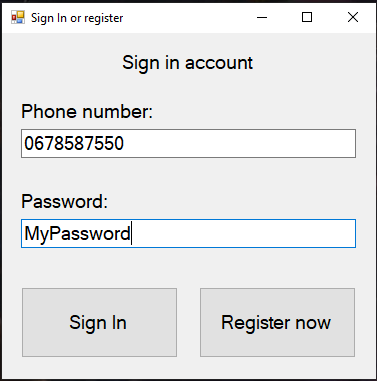 Sign In or register
Sign in account
Phone number:
0678587550
Password:
MyPassword
Sign In
Register now